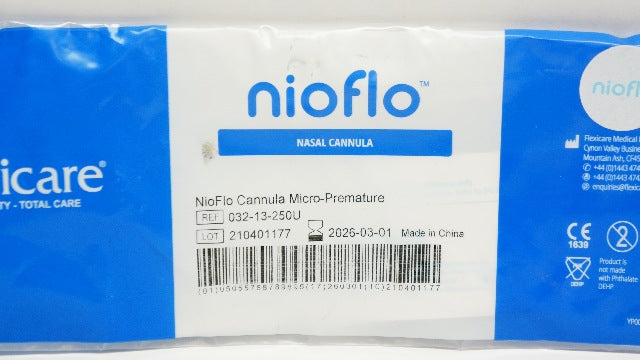 nioflo™
NASAL CANNULA
icare®
TY - TOTAL CARE
NioFlo Cannula Micro-Premature
REF 032-13-250U
LOT 210401177 2026-03-01 Made in China
nioflo
Flexicare Medical
Cynon Valley Busine
Mountain Ash, CF45
+44 (0)1443 474
+44 (0)1443 474
enquiries@flexica
CE
1639
2
DEHP
Product is
not made
with Phthalate
DEHP